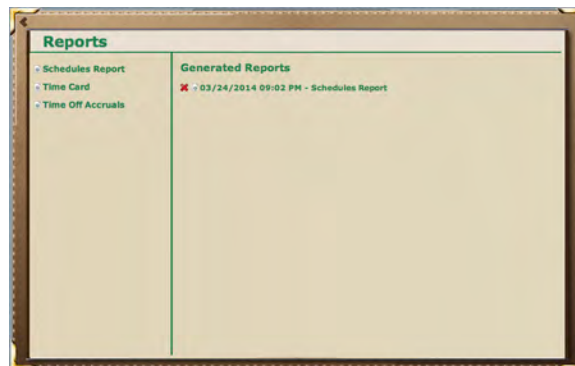 Reports
Schedules Report
Time Card
Time Off Accruals
Generated Reports
03/24/2014 09:02 PM - Schedules Report